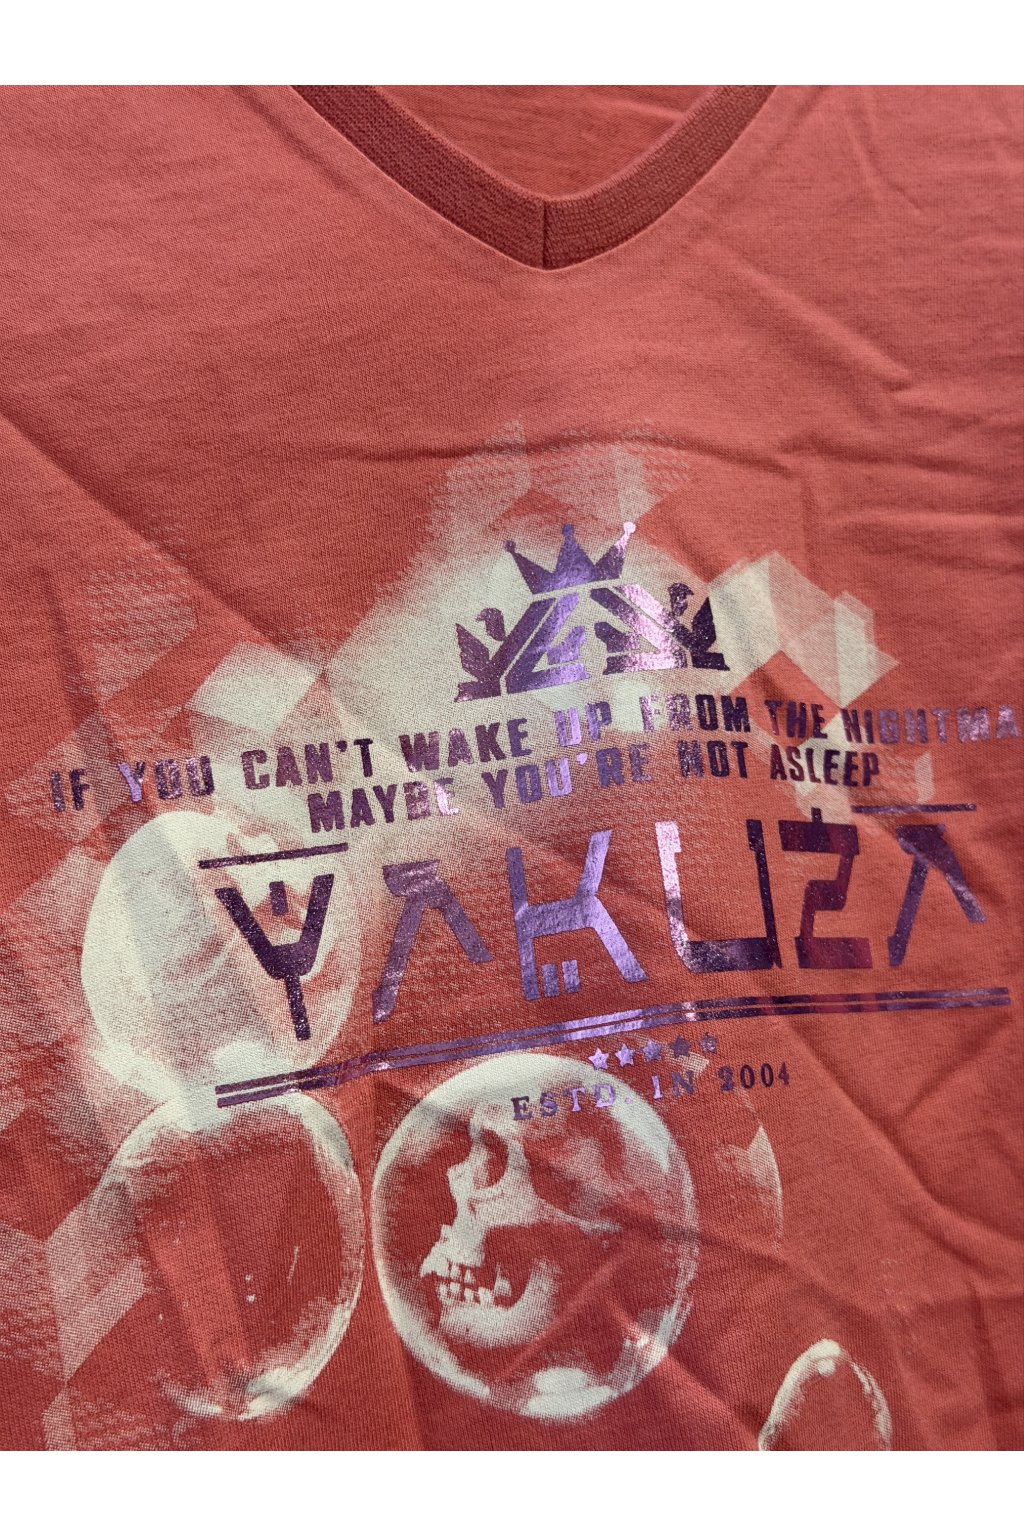 IF YOU CAN'T WAKE UP FROM THE NIGHTMA
MAYBE YOU'RE NOT ASLEEP
YAKUZA
ESTD. IN 2004